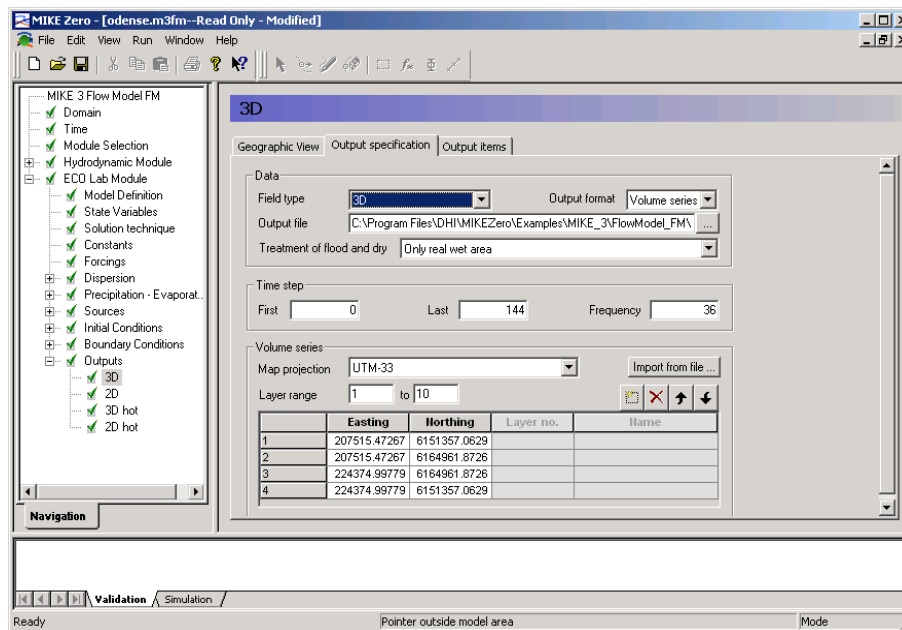 MIKE Zero - [odense.m3fm--Read Only - Modified]
File Edit View Run Window Help
MIKE 3 Flow Model FM
Domain
Time
Module Selection
Hydrodynamic Module
ECO Lab Module
Model Definition
State Variables
Solution technique
Constants
Forcings
Dispersion
Precipitation - Evaporat..
Sources
Initial Conditions
Boundary Conditions
Outputs
3D
2D
3D hot
2D hot
Navigation
3D
Geographic View Output specification Output items
Data
Field type 3D Output format Volume series
Output file C:\Program Files\DHI\MIKEZero\Examples\MIKE_3\FlowModel_FM\ ...
Treatment of flood and dry Only real wet area
Time step
First 0 Last 144 Frequency 36
Volume series
Map projection UTM-33 Import from file ...
Layer range 1 to 10
Easting Northing Layer no. Name
1 207515.47267 6151357.0629
2 207515.47267 6164961.8726
3 224374.99779 6164961.8726
4 224374.99779 6151357.0629
Validation Simulation
Ready Pointer outside model area Mode